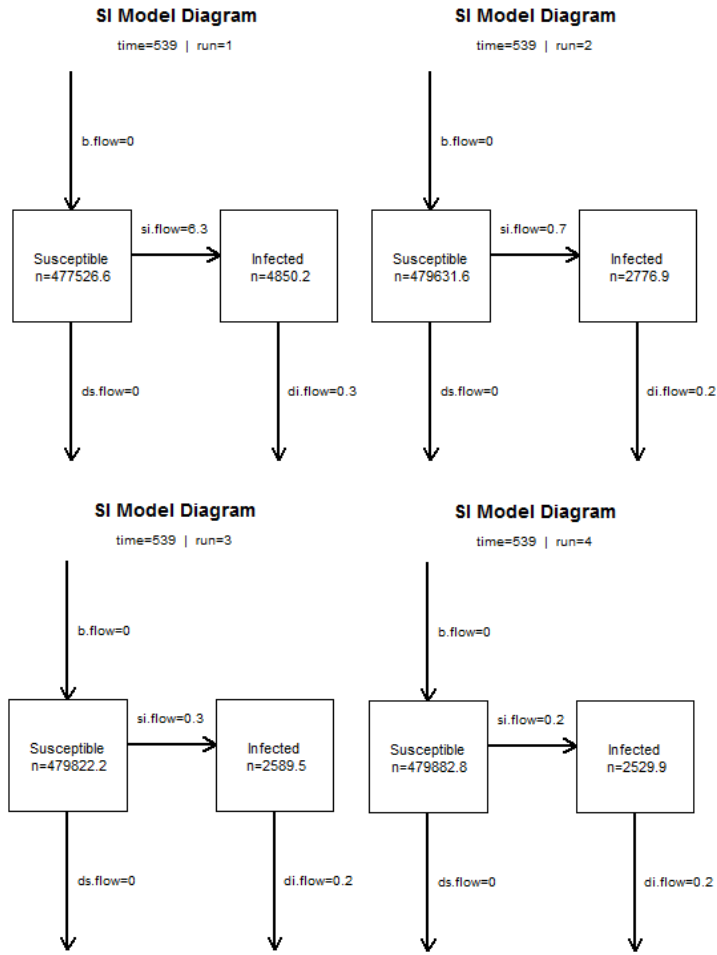 SI Model Diagram
time=539 | run=1
b.flow=0
si.flow=6.3
Susceptible
n=477526.6
Infected
n=4850.2
ds.flow=0
di.flow=0.3
SI Model Diagram
time=539 | run=2
b.flow=0
si.flow=0.7
Susceptible
n=479631.6
Infected
n=2776.9
ds.flow=0
di.flow=0.2
SI Model Diagram
time=539 | run=3
b.flow=0
si.flow=0.3
Susceptible
n=479822.2
Infected
n=2589.5
ds.flow=0
di.flow=0.2
SI Model Diagram
time=539 | run=4
b.flow=0
si.flow=0.2
Susceptible
n=479882.8
Infected
n=2529.9
ds.flow=0
di.flow=0.2